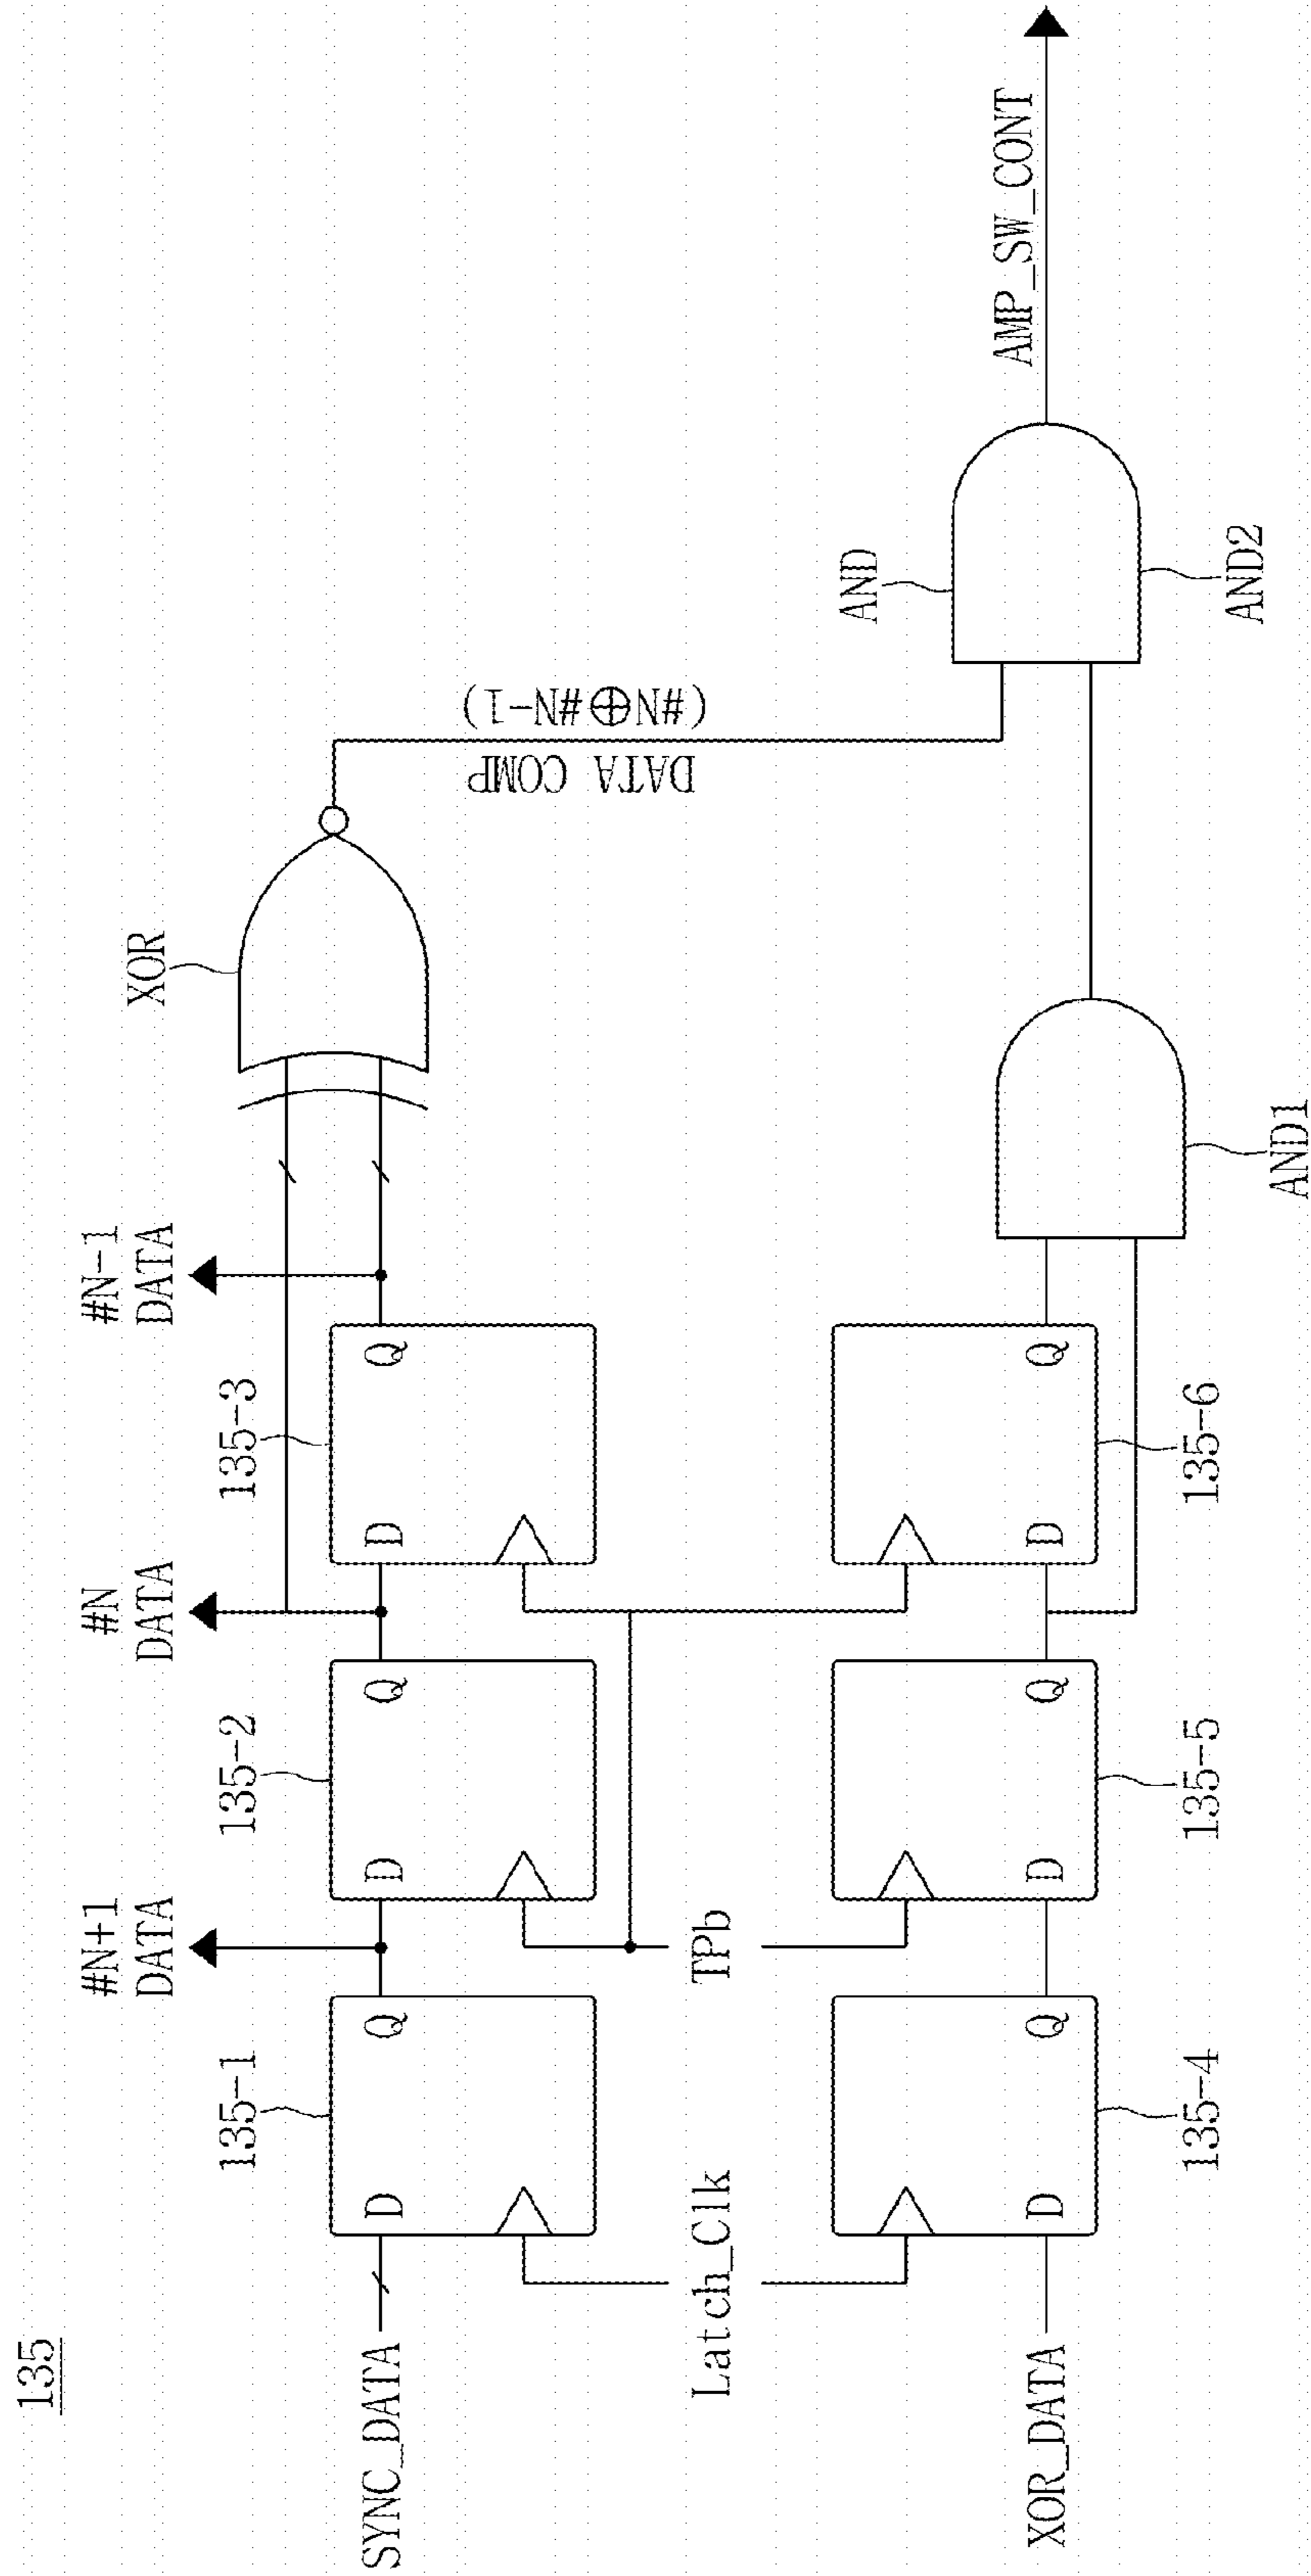 135
#N+1
DATA
#N
DATA
#N-1
DATA
135-1
135-2
135-3
XOR
SYNC_DATA
D
Q
D
Q
D
Q
DATA COMP
(#N⊕#N-1)
Latch_Clk
TPb
AND
AMP_SW_CONT
XOR_DATA
D
Q
D
Q
D
Q
135-4
135-5
135-6
AND1
AND2